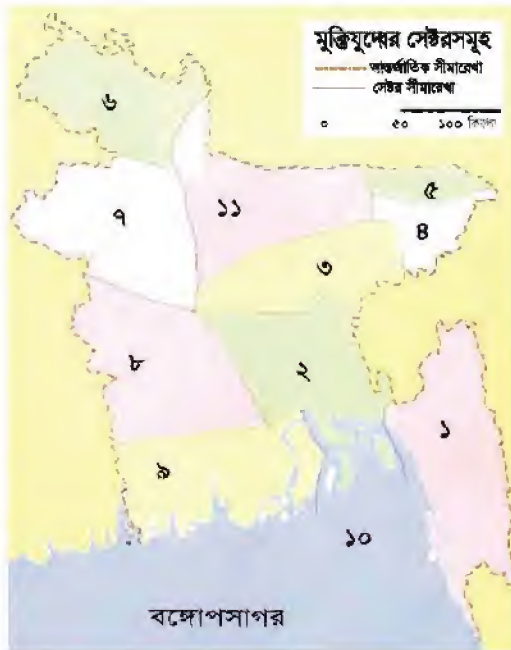 মুক্তিযুদ্ধের সেক্টরসমূহ
আন্তর্জাতিক সীমারেখা
সেক্টর সীমারেখা
০ ৫০ ১০০
৬
৫
৭
১১
৪
৩
৮
২
১
৯
১০
বঙ্গোপসাগর